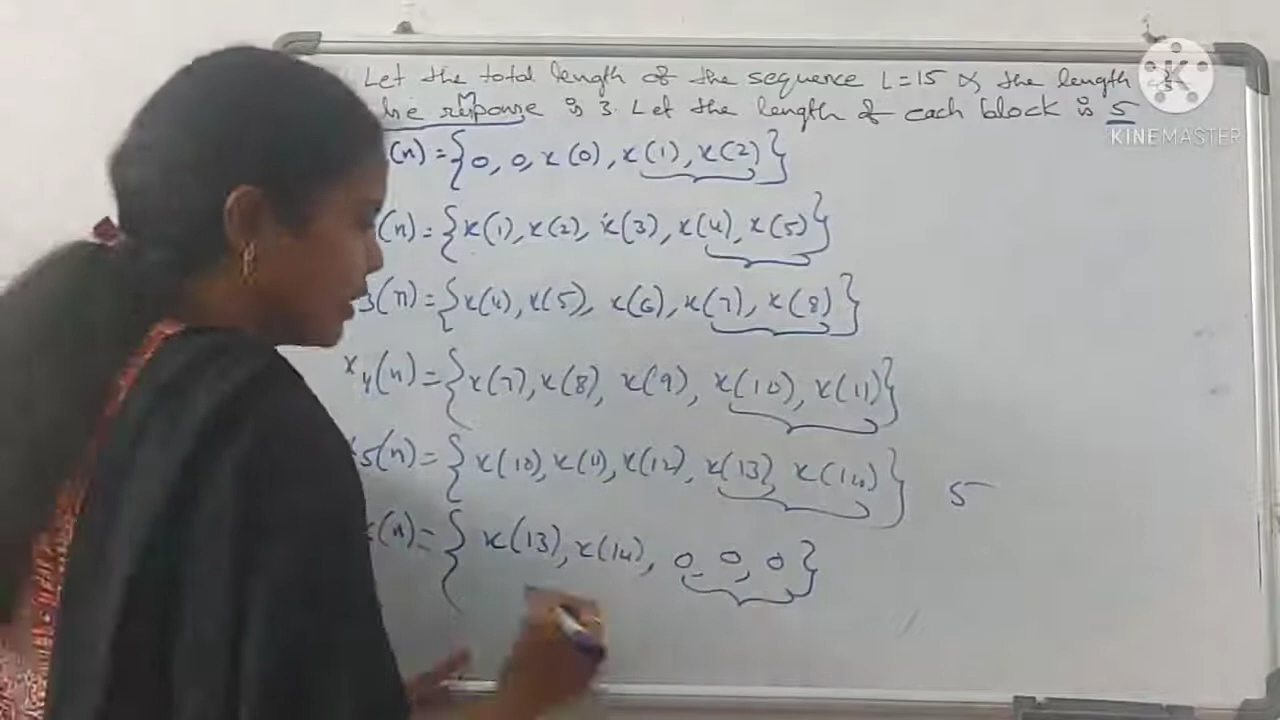 Let the total length of the sequence L=15 & the length
response is 3. Let the length of each block is 5
(n)={0, 0, x(0), x(1), x(2)}
(n)={x(1), x(2), x(3), x(4), x(5)}
3(n)={x(4), x(5), x(6), x(7), x(8)}
x4(n)={x(7), x(8), x(9), x(10), x(11)}
5(n)={x(10), x(11), x(12), x(13) x(14)} 5
(n)={x(13), x(14), 0, 0, 0}
K
KINEMASTER